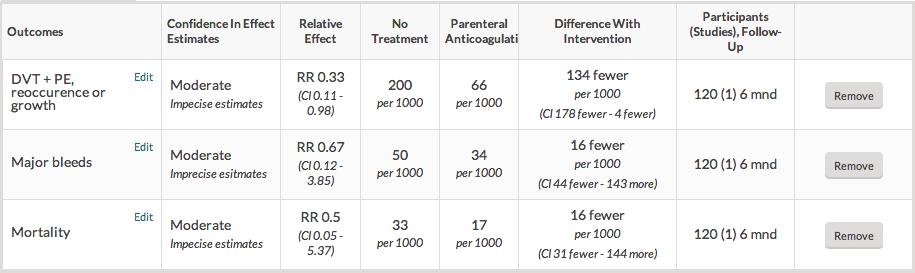 Outcomes
Confidence In Effect
Estimates
Relative
Effect
No
Treatment
Parenteral
Anticoagulati
Difference With
Intervention
Participants
(Studies), Follow-
Up
DVT + PE,
reoccurence or
growth
Edit
Moderate
Impecise estimates
RR 0.33
(CI 0.11 -
0.98)
200
per 1000
66
per 1000
134 fewer
per 1000
(CI 178 fewer - 4 fewer)
120 (1) 6 mnd
Remove
Major bleeds
Edit
Moderate
Imprecise esitmates
RR 0.67
(CI 0.12 -
3.85)
50
per 1000
34
per 1000
16 fewer
per 1000
(CI 44 fewer - 143 more)
120 (1) 6 mnd
Remove
Mortality
Edit
Moderate
Impecise estimates
RR 0.5
(CI 0.05 -
5.37)
33
per 1000
17
per 1000
16 fewer
per 1000
(CI 31 fewer - 144 more)
120 (1) 6 mnd
Remove